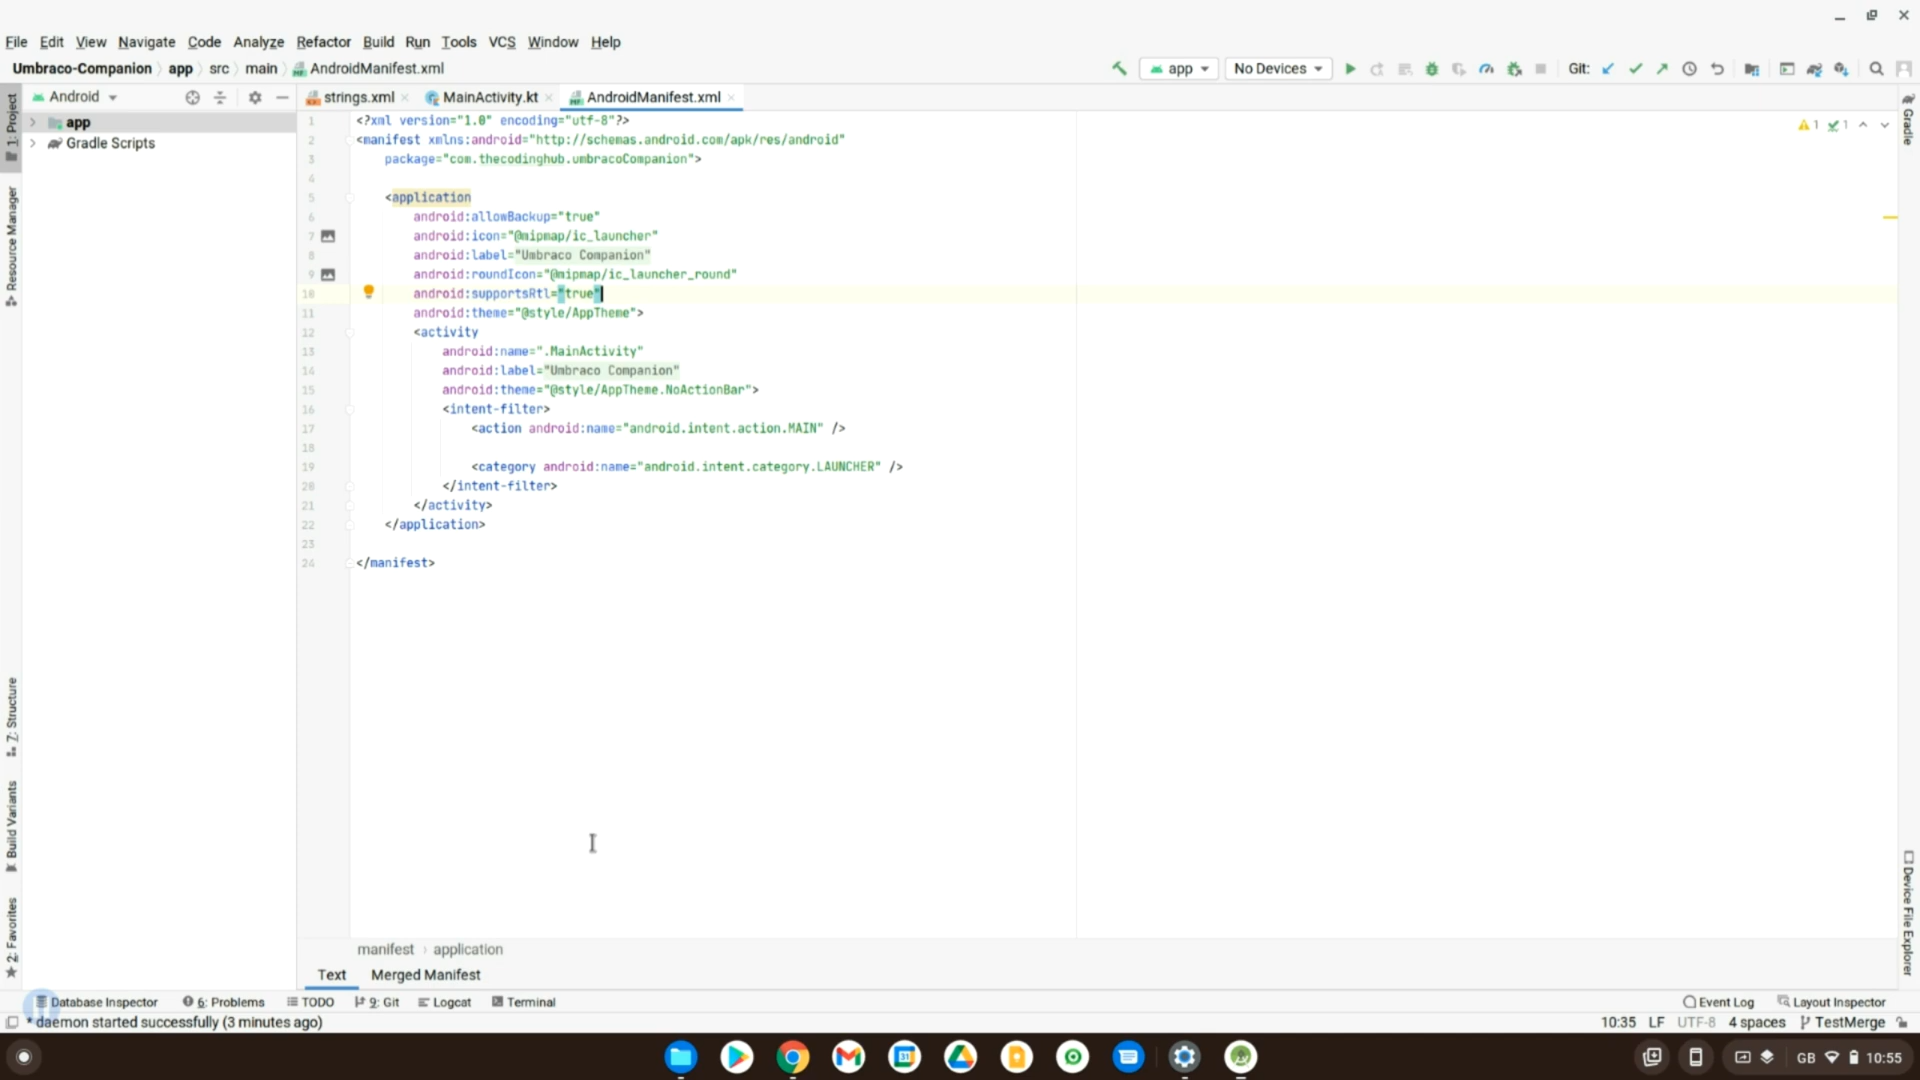 File Edit View Navigate Code Analyze Refactor Build Run Tools VCS Window Help
Umbraco-Companion app src main AndroidManifest.xml app No Devices Git:
1: Project Android strings.xml MainActivity.kt AndroidManifest.xml Gradle
app
Gradle Scripts
Resource Manager
1 <?xml version="1.0" encoding="utf-8"?> 1 1
2 <manifest xmlns:android="http://schemas.android.com/apk/res/android"
3 package="com.thecodinghub.umbracoCompanion">
4
5 <application
6 android:allowBackup="true"
7 android:icon="@mipmap/ic_launcher"
8 android:label="Umbraco Companion"
9 android:roundIcon="@mipmap/ic_launcher_round"
10 android:supportsRtl="true"
11 android:theme="@style/AppTheme">
12 <activity
13 android:name=".MainActivity"
14 android:label="Umbraco Companion"
15 android:theme="@style/AppTheme.NoActionBar">
16 <intent-filter>
17 <action android:name="android.intent.action.MAIN" />
18
19 <category android:name="android.intent.category.LAUNCHER" />
20 </intent-filter>
21 </activity>
22 </application>
23
24 </manifest>
7: Structure
Build Variants
2: Favorites
Device File Explorer
manifest application
Text Merged Manifest
Database Inspector 6: Problems TODO 9: Git Logcat Terminal Event Log Layout Inspector
* daemon started successfully (3 minutes ago) 10:35 LF UTF-8 4 spaces TestMerge
31 GB 10:55